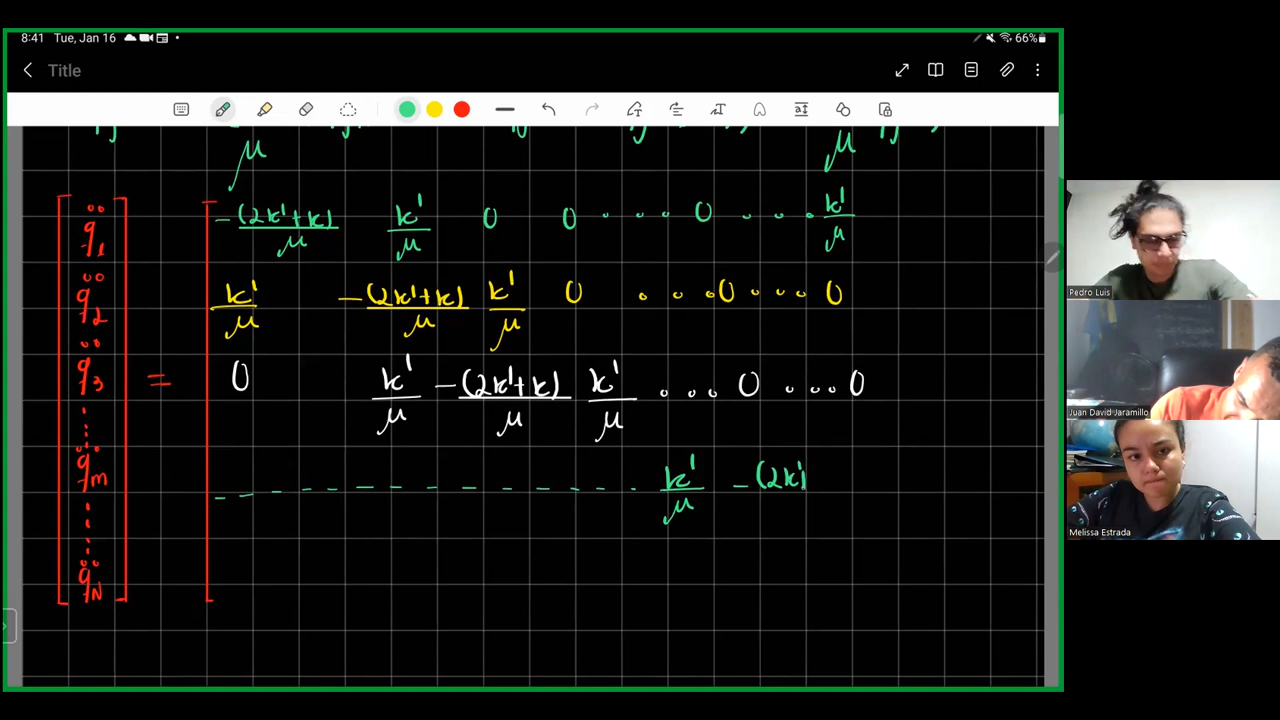 8:41 Tue, Jan 16 66%
Title
μ μ
q̈1 -(2k'+k)/μ k'/μ 0 0 . . . 0 . . . k'/μ
q̈2 k'/μ -(2k'+k)/μ k'/μ 0 . . . 0 . . . 0
q̈3 = 0 k'/μ -(2k'+k)/μ k'/μ . . . 0 . . . 0
⋮
q̈m - - - - - - - - - - - - - - - k'/μ -(2k'
⋮
q̈N
Pedro Luis
Juan David Jaramillo
Melissa Estrada